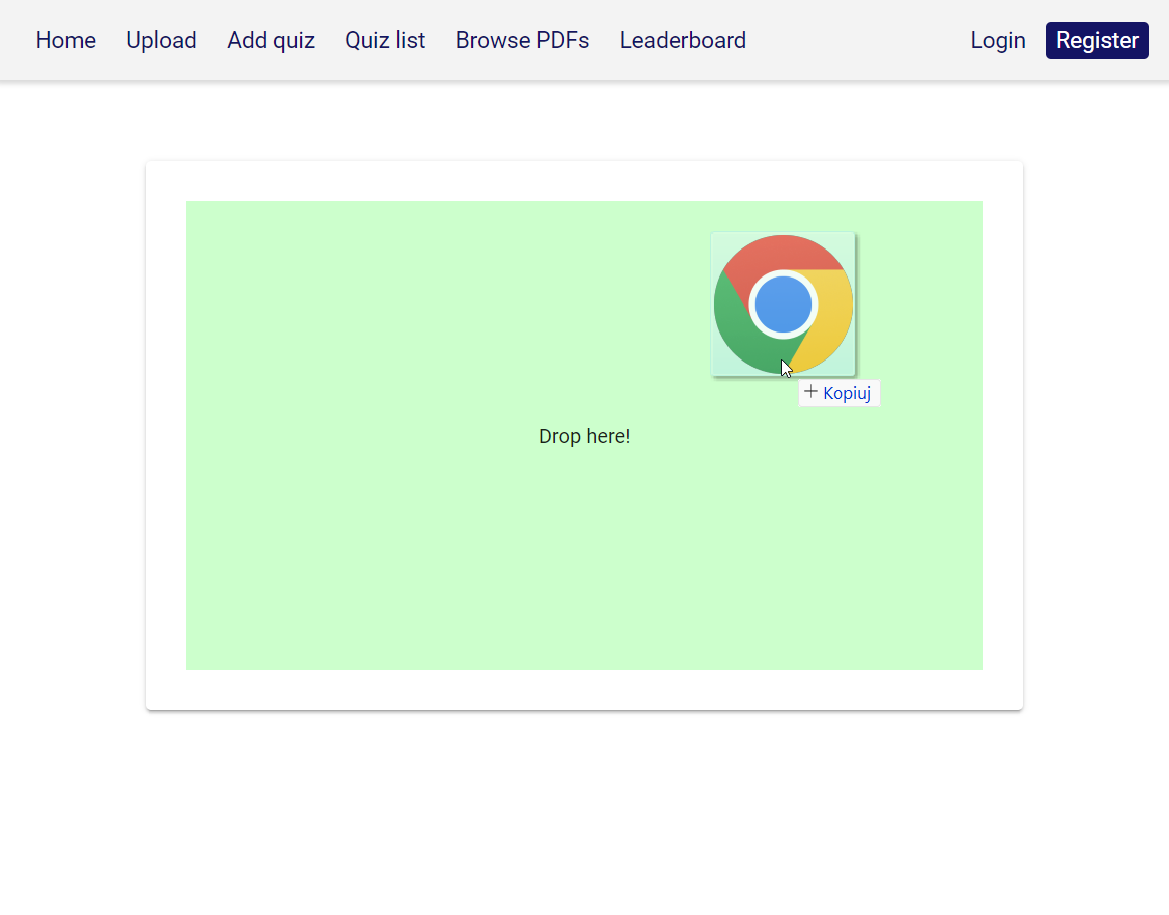 Home Upload Add quiz Quiz list Browse PDFs Leaderboard Login Register
+ Kopiuj
Drop here!